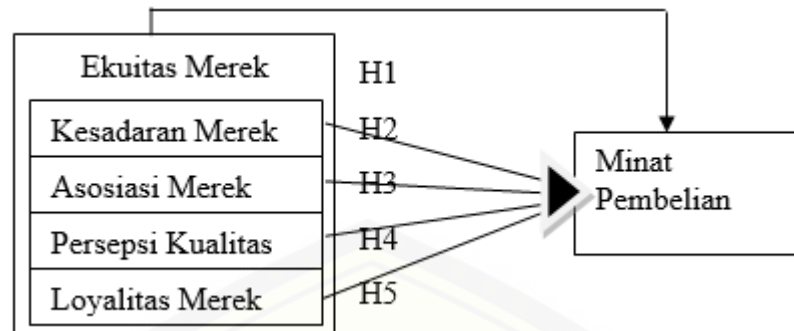 Ekuitas Merek
H1
Kesadaran Merek
H2
Asosiasi Merek
H3
Persepsi Kualitas
H4
Loyalitas Merek
H5
Minat
Pembelian